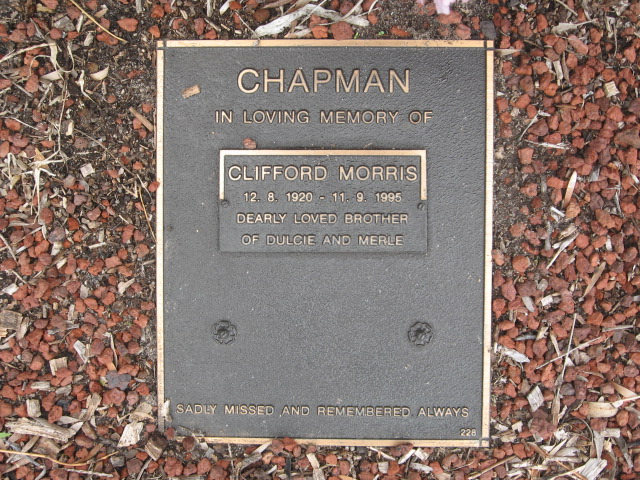 CHAPMAN
IN LOVING MEMORY OF
CLIFFORD MORRIS
12. 8. 1920 - 11. 9. 1995
DEARLY LOVED BROTHER
OF DULCIE AND MERLE
SADLY MISSED AND REMEMBERED ALWAYS
228